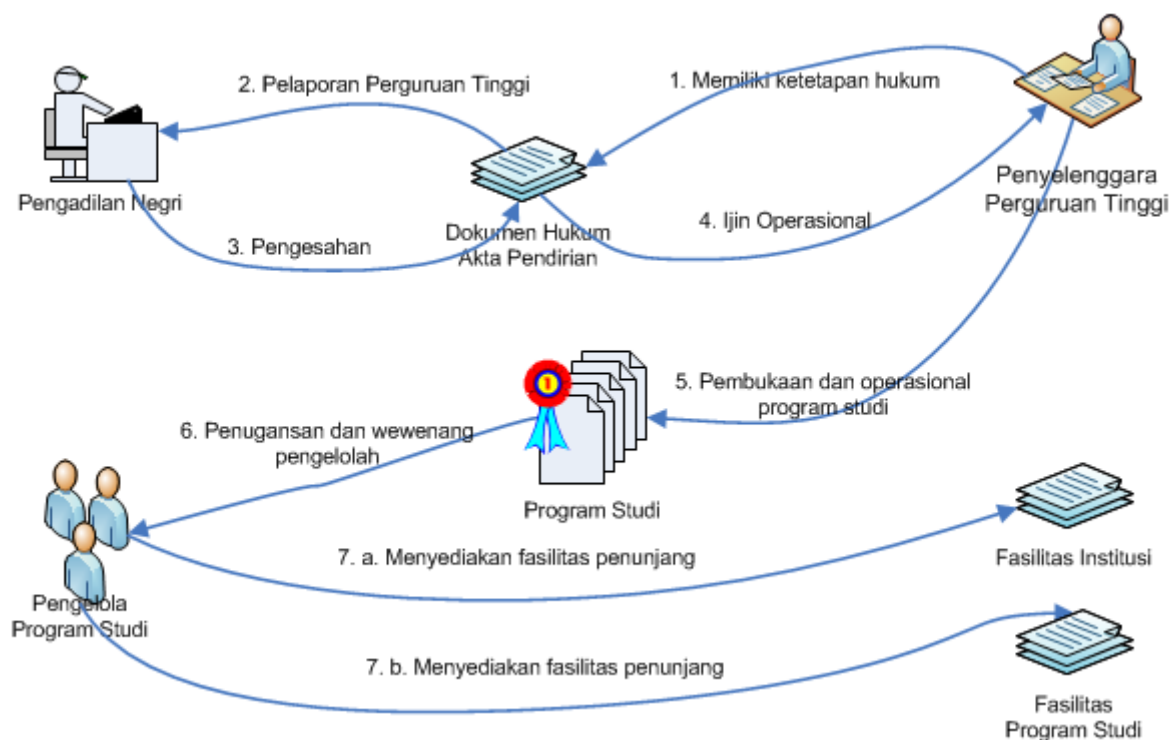 2. Pelaporan Perguruan Tinggi
1. Memiliki ketetapan hukum
Pengadilan Negri
3. Pengesahan
Dokumen Hukum
Akta Pendirian
4. Ijin Operasional
Penyelenggara
Perguruan Tinggi
5. Pembukaan dan operasional
program studi
1
6. Penugansan dan wewenang
pengelolah
Program Studi
7. a. Menyediakan fasilitas penunjang
Fasilitas Institusi
Pengelola
Program Studi
7. b. Menyediakan fasilitas penunjang
Fasilitas
Program Studi